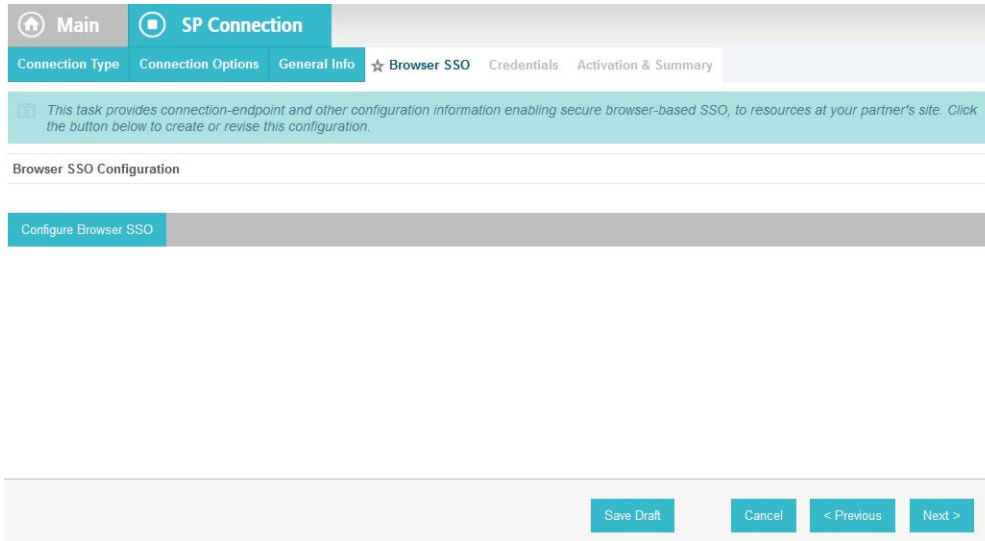 Main
SP Connection
Connection Type Connection Options General Info Browser SSO Credentials Activation & Summary
This task provides connection-endpoint and other configuration information enabling secure browser-based SSO, to resources at your partner's site. Click
the button below to create or revise this configuration.
Browser SSO Configuration
Configure Browser SSO
Save Draft Cancel < Previous Next >